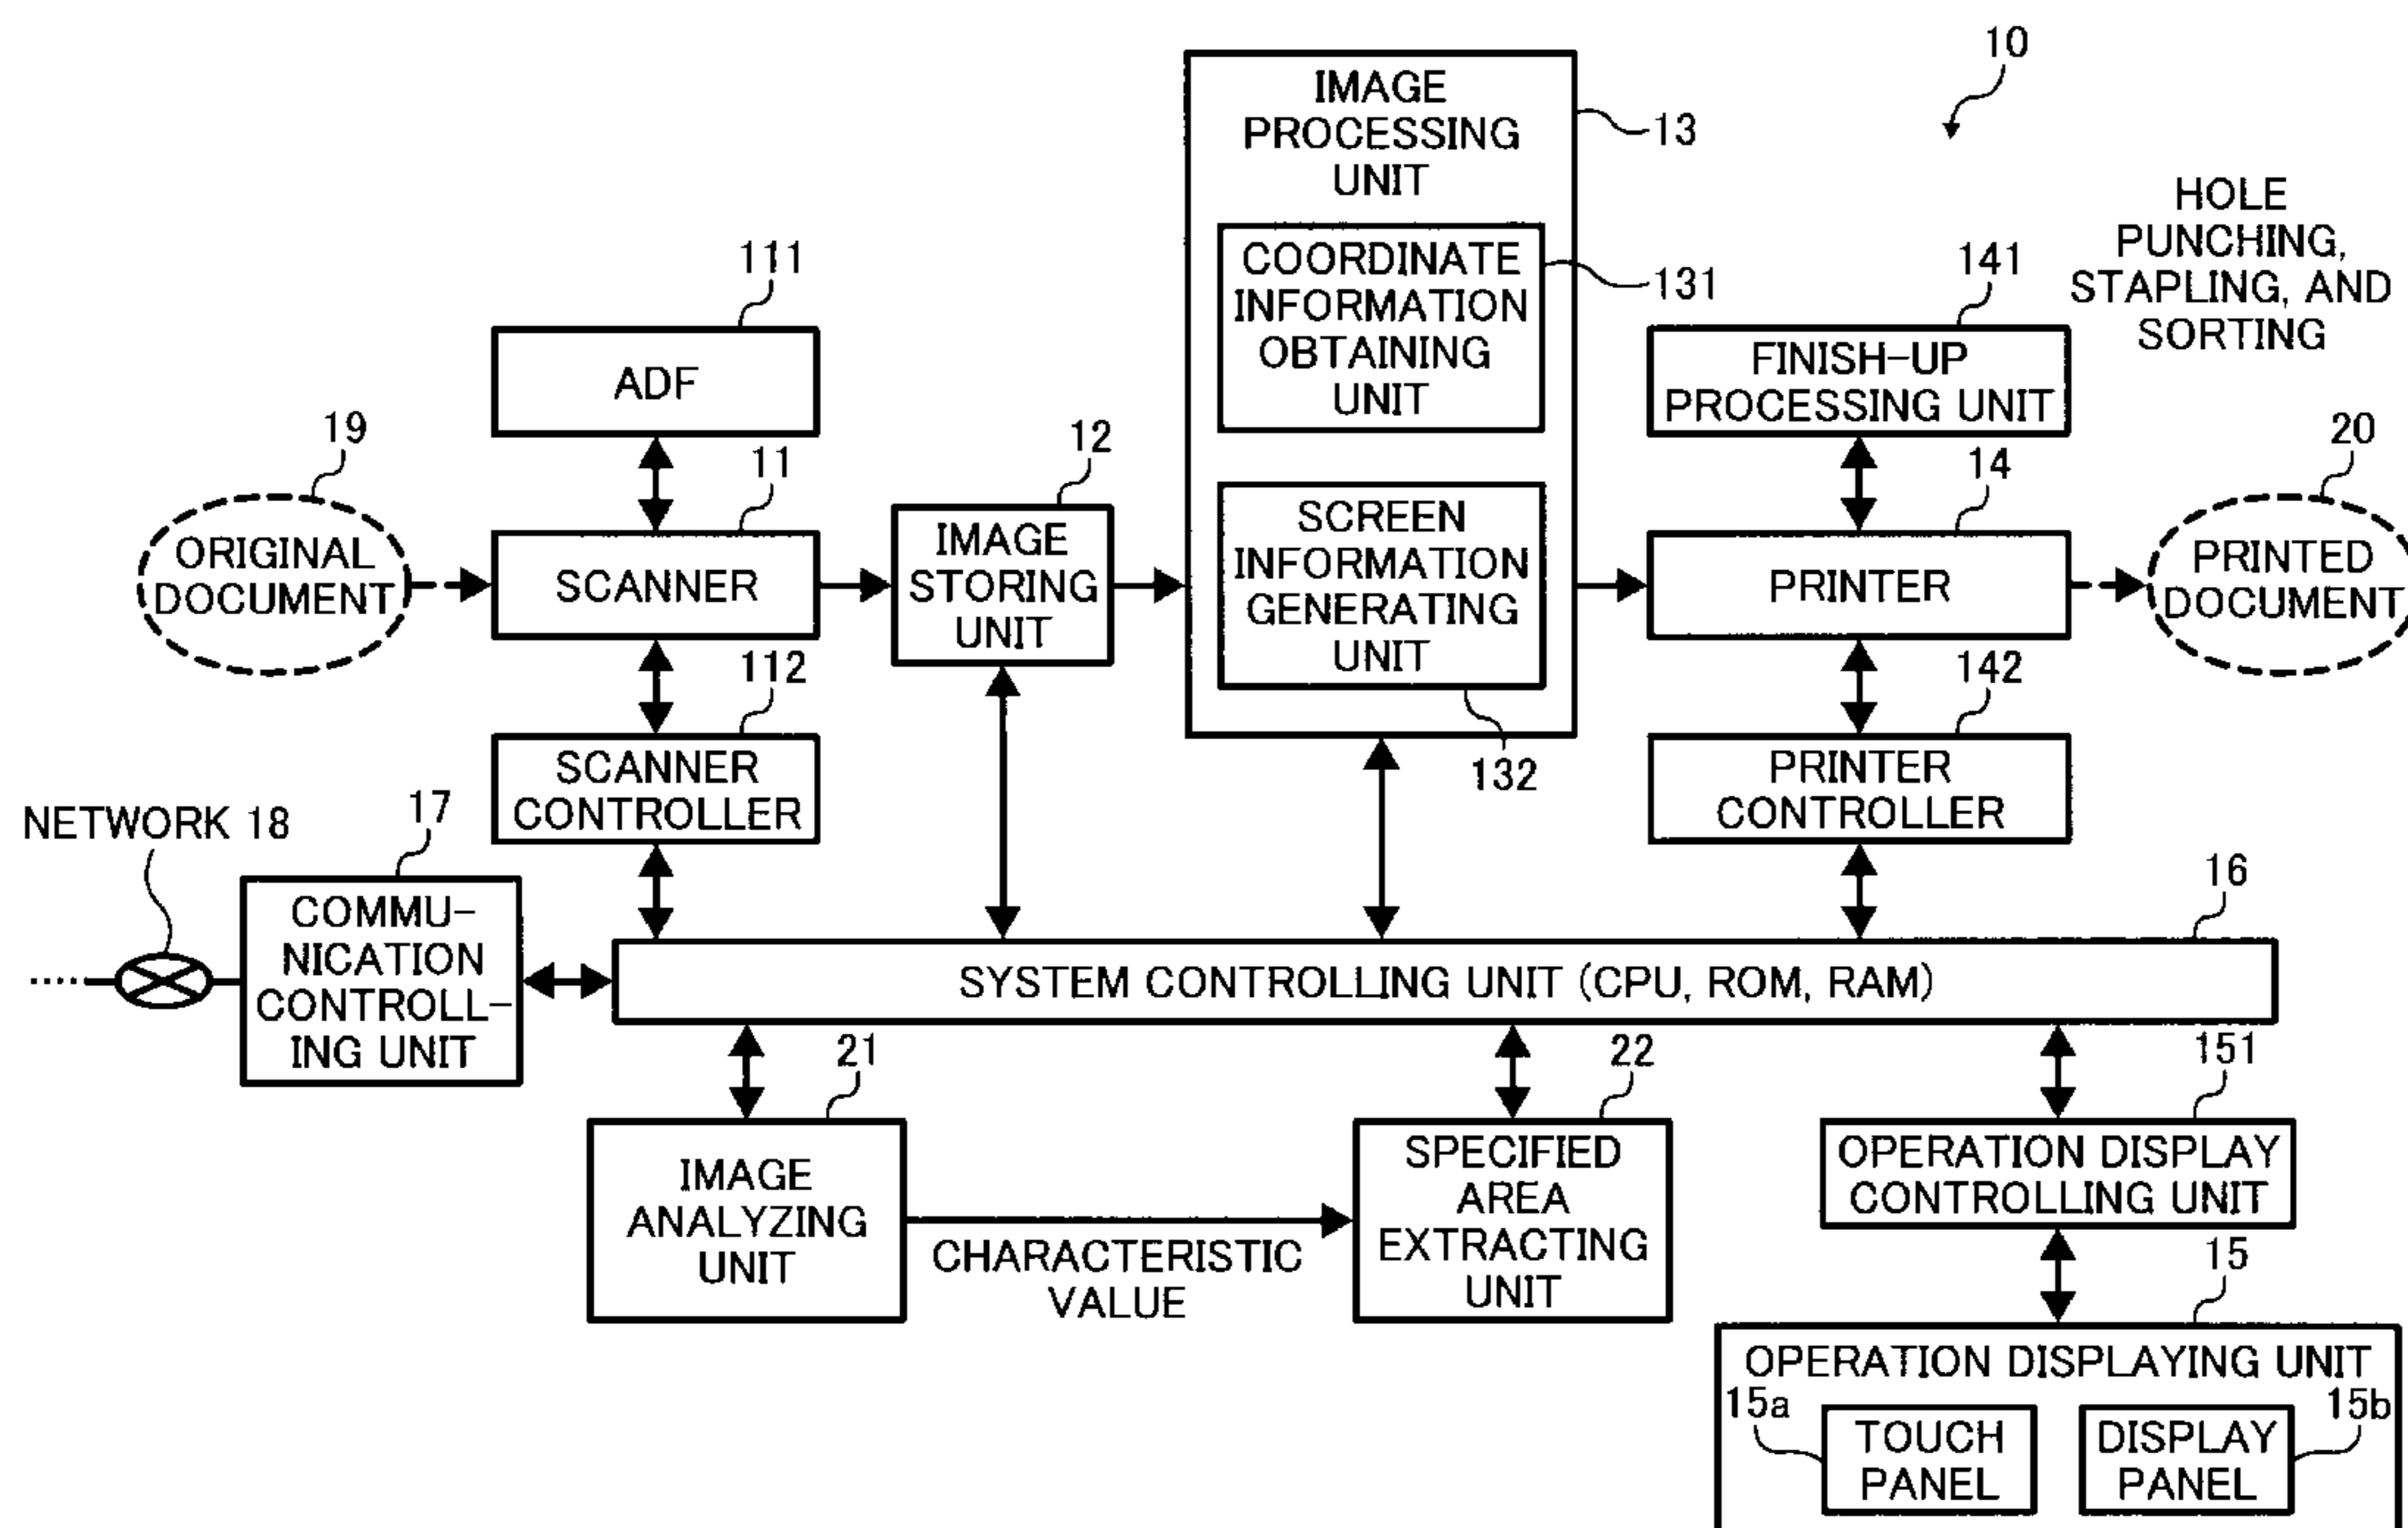 10
IMAGE
PROCESSING
UNIT
13
HOLE
PUNCHING,
STAPLING, AND
SORTING
COORDINATE
INFORMATION
OBTAINING
UNIT
131
111
ADF
141
FINISH-UP
PROCESSING UNIT
19
ORIGINAL
DOCUMENT
11
SCANNER
12
IMAGE
STORING
UNIT
SCREEN
INFORMATION
GENERATING
UNIT
132
14
PRINTER
20
PRINTED
DOCUMENT
112
SCANNER
CONTROLLER
142
PRINTER
CONTROLLER
NETWORK 18
17
COMMU-
NICATION
CONTROLL-
ING UNIT
16
SYSTEM CONTROLLING UNIT (CPU, ROM, RAM)
21
IMAGE
ANALYZING
UNIT
CHARACTERISTIC
VALUE
22
SPECIFIED
AREA
EXTRACTING
UNIT
151
OPERATION DISPLAY
CONTROLLING UNIT
15
OPERATION DISPLAYING UNIT
15a
TOUCH
PANEL
15b
DISPLAY
PANEL